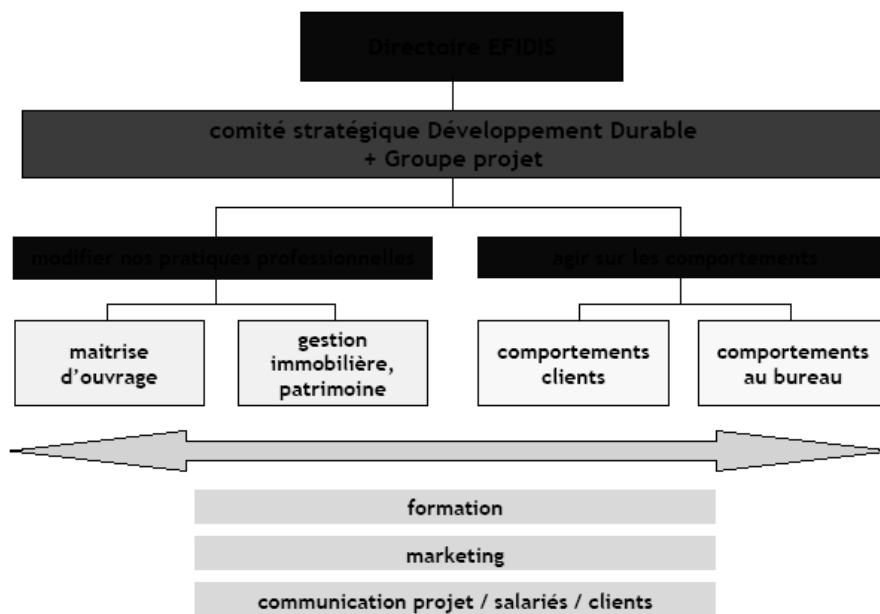 Directoire EFIDIS
comité stratégique Développement Durable
+ Groupe projet
modifier nos pratiques professionnelles
agir sur les comportements
maitrise
d'ouvrage
gestion
immobilière,
patrimoine
comportements
clients
comportements
au bureau
formation
marketing
communication projet / salariés / clients